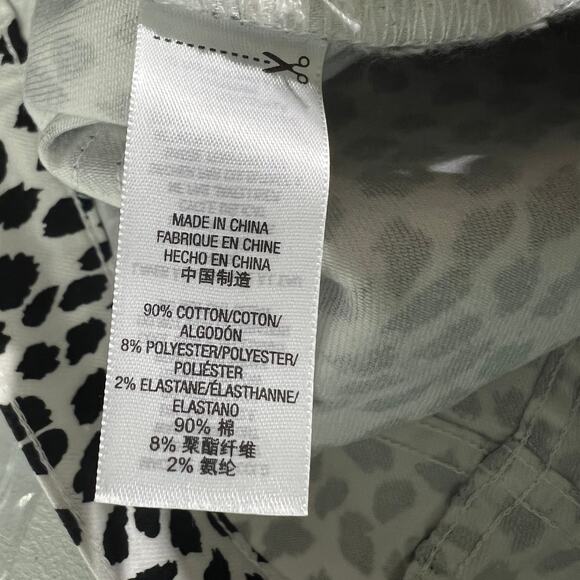 MADE IN CHINA
FABRIQUE EN CHINE
HECHO EN CHINA
中国制造
90% COTTON/COTON/
ALGODÓN
8% POLYESTER/POLYESTER/
POLIÉSTER
2% ELASTANE/ÉLASTHANNE/
ELASTANO
90% 棉
8% 聚酯纤维
2% 氨纶